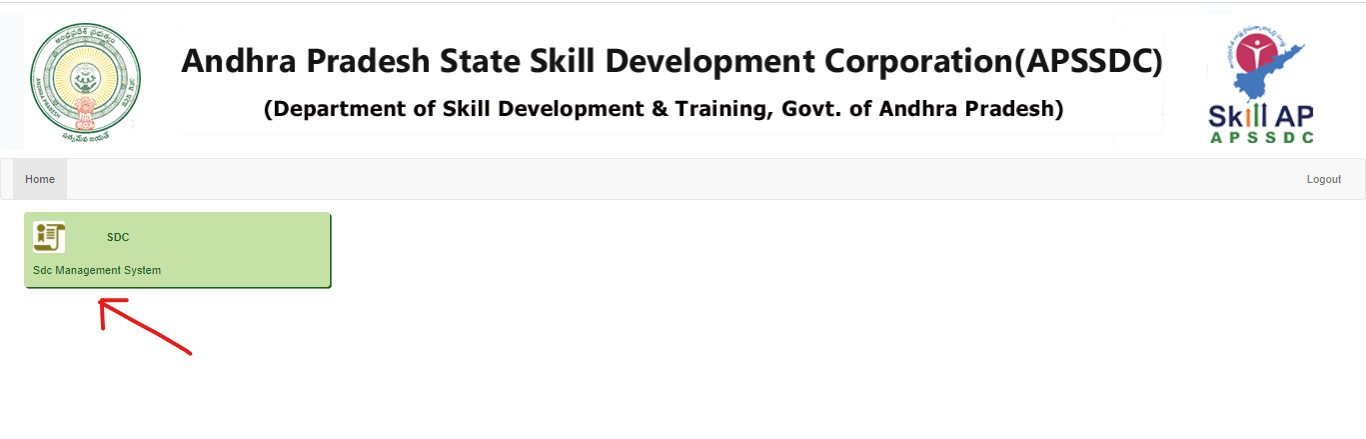 ఆంధ్రప్రదేశ్ ప్రభుత్వం
ANDHRA PRADESH
సత్యమేవ జయతే
Andhra Pradesh State Skill Development Corporation(APSSDC)
(Department of Skill Development & Training, Govt. of Andhra Pradesh)
Skill AP
APSSDC
Home
Logout
SDC
Sdc Management System